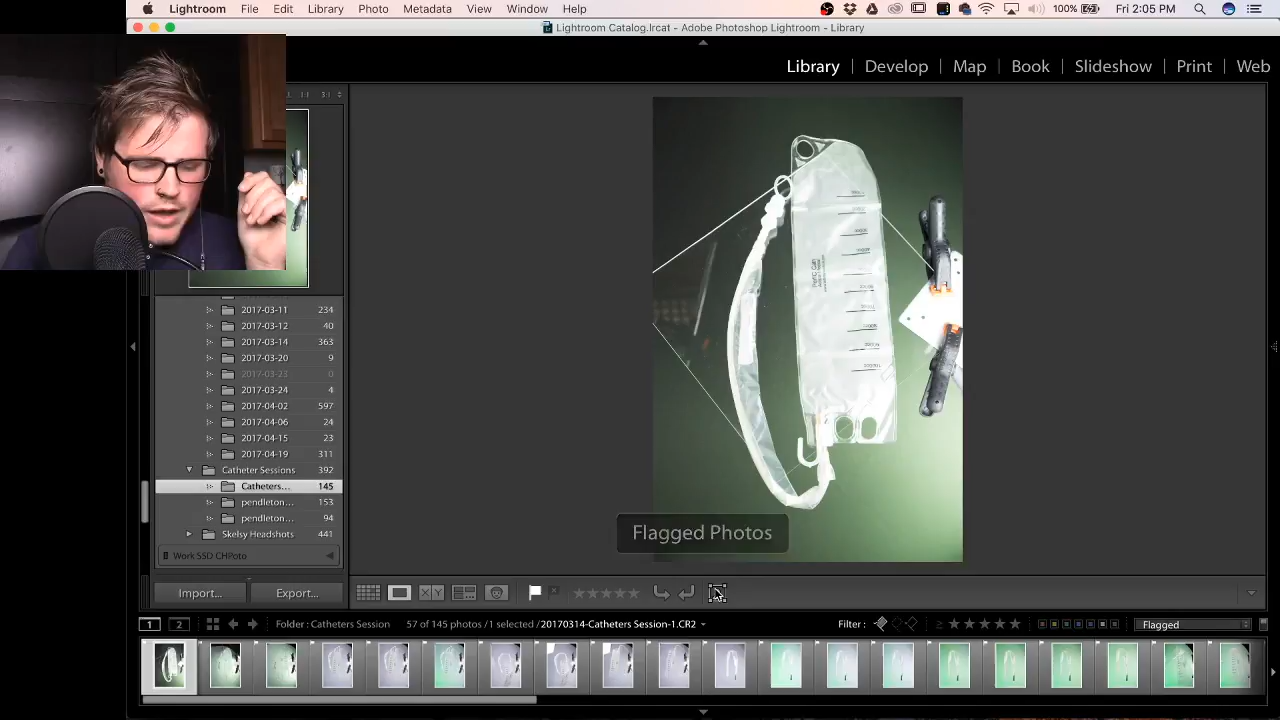 Lightroom File Edit Library Photo Metadata View Window Help 100% Fri 2:05 PM
Lightroom Catalog.lrcat - Adobe Photoshop Lightroom - Library
Library | Develop | Map | Book | Slideshow | Print | Web
1:1 3:1
2017-03-11 234
2017-03-12 40
2017-03-14 363
2017-03-20 9
2017-03-23 0
2017-03-24 4
2017-04-02 597
2017-04-06 24
2017-04-15 23
2017-04-19 311
Catheter Sessions 392
Catheters... 145
pendleton... 153
pendleton... 94
Skelsy Headshots 441
Work SSD CHPoto
Flagged Photos
Import... Export...
XY
1 2 Folder : Catheters Session 57 of 145 photos / 1 selected / 20170314-Catheters Session-1.CR2 Filter : ≥ Flagged